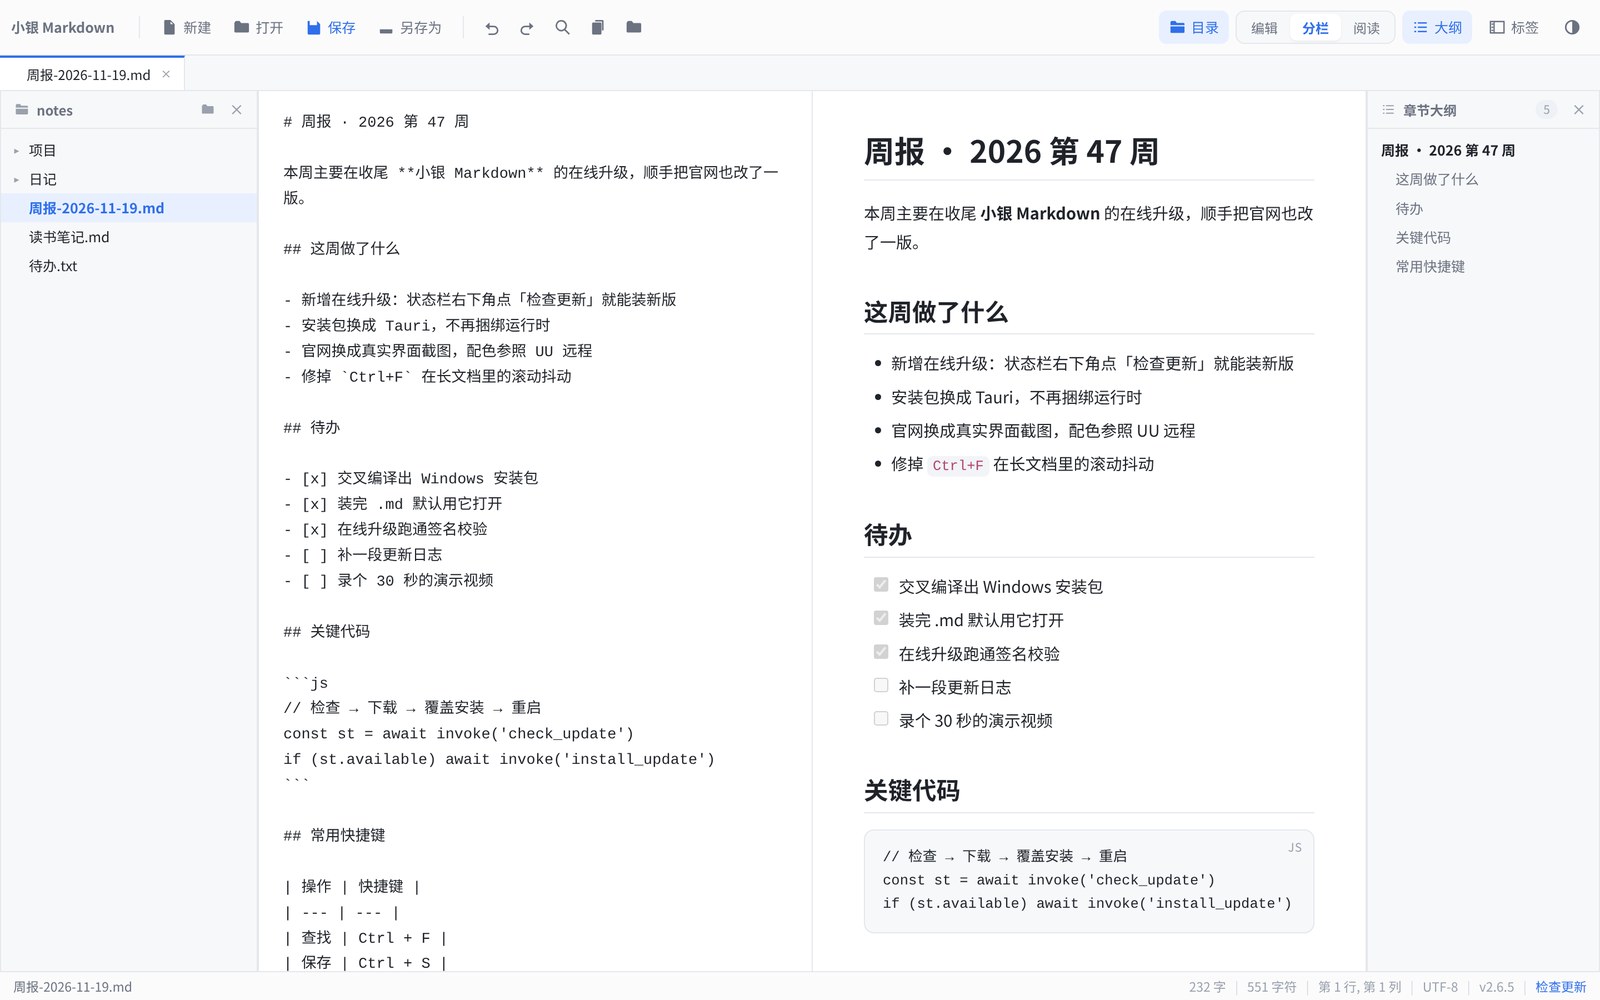 小银 Markdown 新建 打开 保存 另存为 目录 编辑 分栏 阅读 大纲 标签
周报-2026-11-19.md ×
notes
项目
日记
周报-2026-11-19.md
读书笔记.md
待办.txt
# 周报 · 2026 第 47 周
本周主要在收尾 **小银 Markdown** 的在线升级，顺手把官网也改了一
版。
## 这周做了什么
- 新增在线升级：状态栏右下角点「检查更新」就能装新版
- 安装包换成 Tauri，不再捆绑运行时
- 官网换成真实界面截图，配色参照 UU 远程
- 修掉 `Ctrl+F` 在长文档里的滚动抖动
## 待办
- [x] 交叉编译出 Windows 安装包
- [x] 装完 .md 默认用它打开
- [x] 在线升级跑通签名校验
- [ ] 补一段更新日志
- [ ] 录个 30 秒的演示视频
## 关键代码
```js
// 检查 → 下载 → 覆盖安装 → 重启
const st = await invoke('check_update')
if (st.available) await invoke('install_update')
```
## 常用快捷键
| 操作 | 快捷键 |
| --- | --- |
| 查找 | Ctrl + F |
| 保存 | Ctrl + S |
周报 · 2026 第 47 周
本周主要在收尾 小银 Markdown 的在线升级，顺手把官网也改
了一版。
这周做了什么
• 新增在线升级：状态栏右下角点「检查更新」就能装新版
• 安装包换成 Tauri，不再捆绑运行时
• 官网换成真实界面截图，配色参照 UU 远程
• 修掉 Ctrl+F 在长文档里的滚动抖动
待办
交叉编译出 Windows 安装包
装完 .md 默认用它打开
在线升级跑通签名校验
补一段更新日志
录个 30 秒的演示视频
关键代码
JS
// 检查 → 下载 → 覆盖安装 → 重启
const st = await invoke('check_update')
if (st.available) await invoke('install_update')
章节大纲 5
周报 · 2026 第 47 周
这周做了什么
待办
关键代码
常用快捷键
周报-2026-11-19.md 232 字 551 字符 第 1 行, 第 1 列 UTF-8 v2.6.5 检查更新